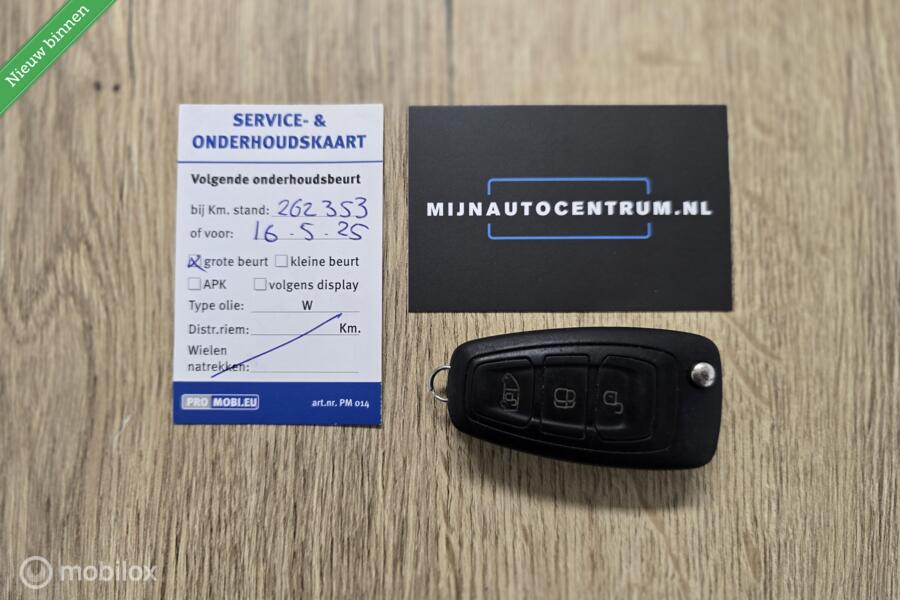 Nieuw binnen
SERVICE- &
ONDERHOUDSKAART
Volgende onderhoudsbeurt
bij Km. stand: 262353
of voor: 16-5-25
grote beurt kleine beurt
APK volgens display
Type olie: W
Distr.riem: Km.
Wielen
natrekken:
PRO MOBI.EU art.nr. PM 014
MIJNAUTOCENTRUM.NL
mobilox